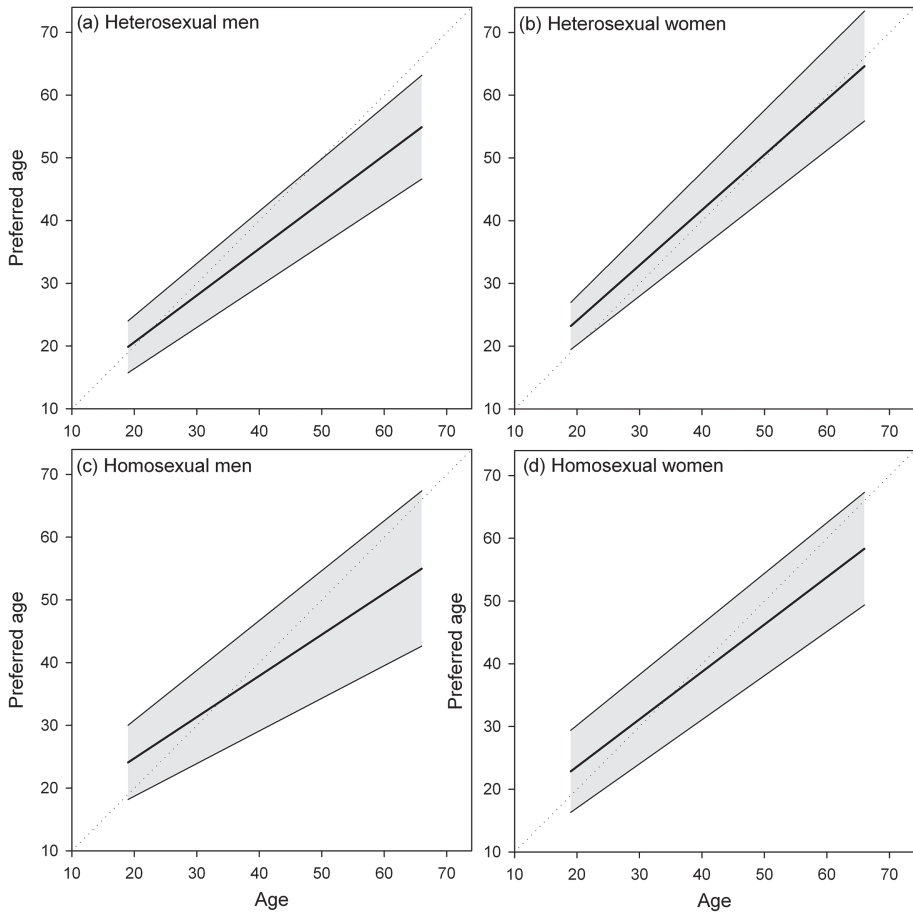 (a) Heterosexual men
70
60
50
40
30
20
10
Preferred age
10 20 30 40 50 60 70
(b) Heterosexual women
70
60
50
40
30
20
10
10 20 30 40 50 60 70
(c) Homosexual men
70
60
50
40
30
20
10
Preferred age
10 20 30 40 50 60 70
Age
(d) Homosexual women
70
60
50
40
30
20
10
Preferred age
10 20 30 40 50 60 70
Age